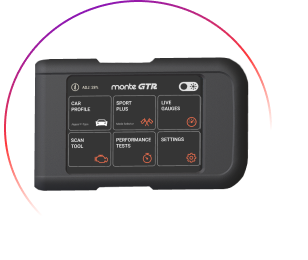 monte GTR
CAR
PROFILE
SPORT
PLUS
LIVE
GAUGES
SCAN
TOOL
PERFORMANCE
TESTS
SETTINGS